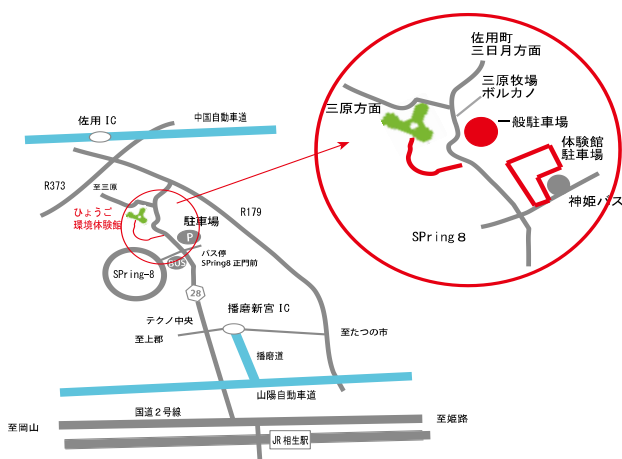 佐用町
三日月方面
三原牧場
ボルカノ
三原方面
一般駐車場
体験館
駐車場
神姫バス
SPring８
佐用IC
中国自動車道
R373
至三原
ひょうご
環境体験館
R179
駐車場
P
バス停
SPring8 正門前
BUS
SPring-8
28
テクノ中央
播磨新宮IC
至上郡
至たつの市
播磨道
山陽自動車道
国道２号線
至岡山
至姫路
JR相生駅